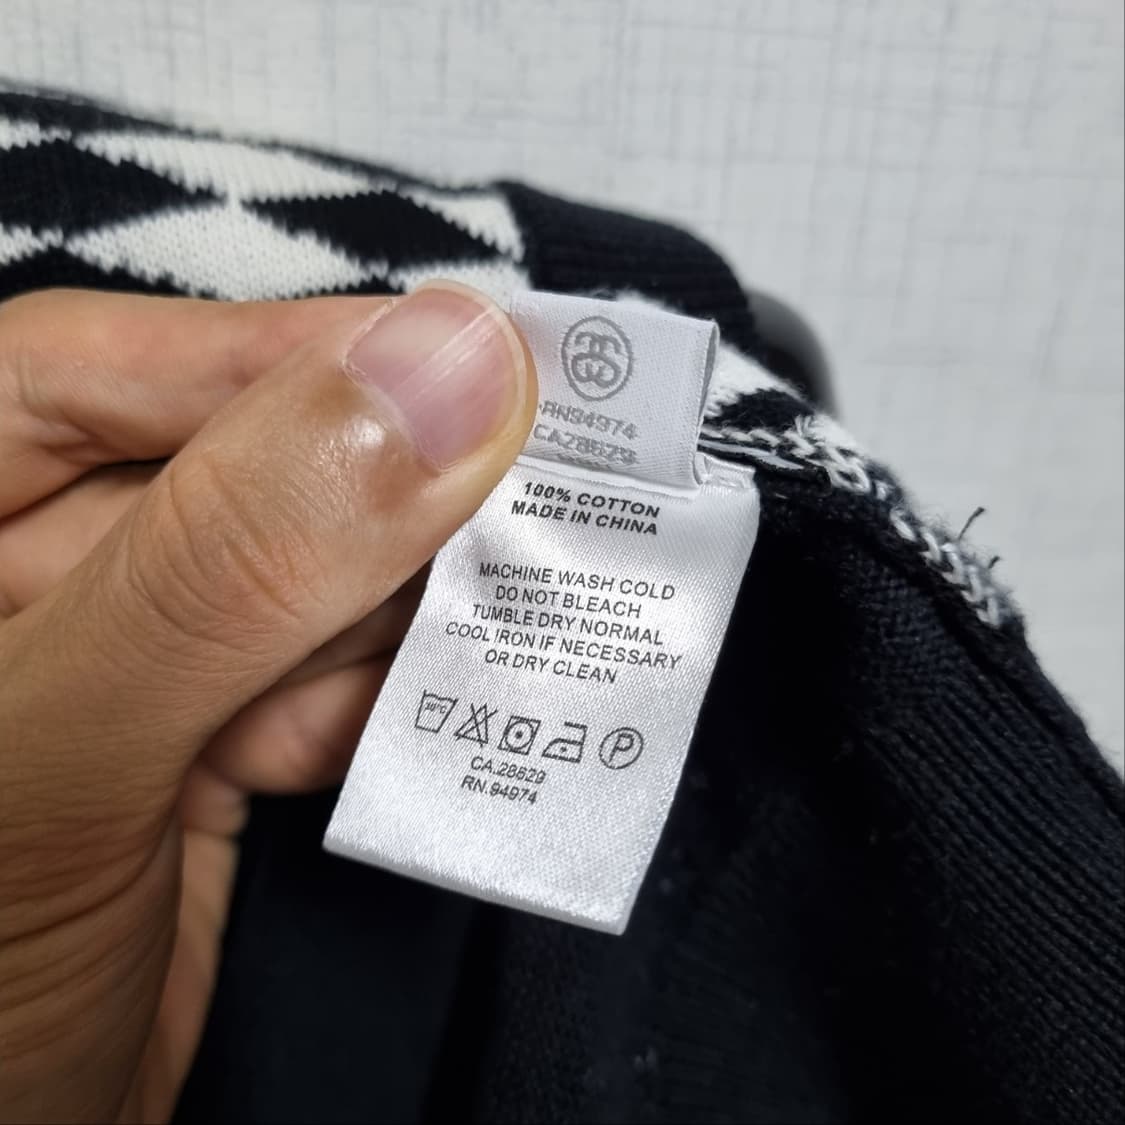 RN94974
CA28629
100% COTTON
MADE IN CHINA
MACHINE WASH COLD
DO NOT BLEACH
TUMBLE DRY NORMAL
COOL IRON IF NECESSARY
OR DRY CLEAN
30°C
P
CA.28629
RN.94974